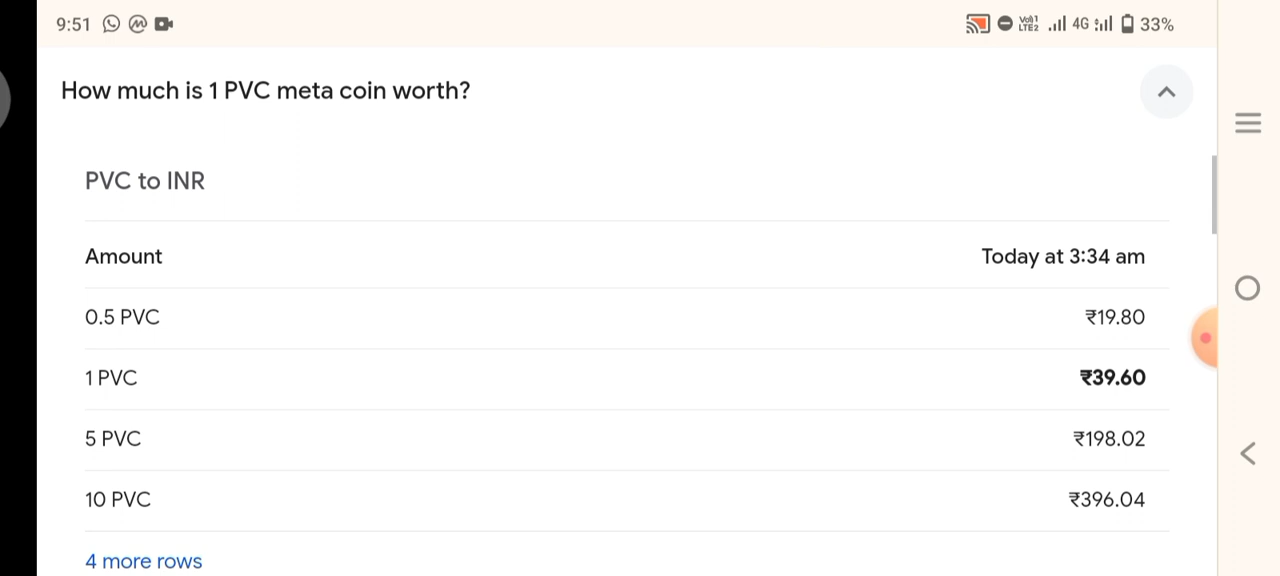 9:51 4G 33%
How much is 1 PVC meta coin worth?
PVC to INR
Amount Today at 3:34 am
0.5 PVC ₹19.80
1 PVC ₹39.60
5 PVC ₹198.02
10 PVC ₹396.04
4 more rows